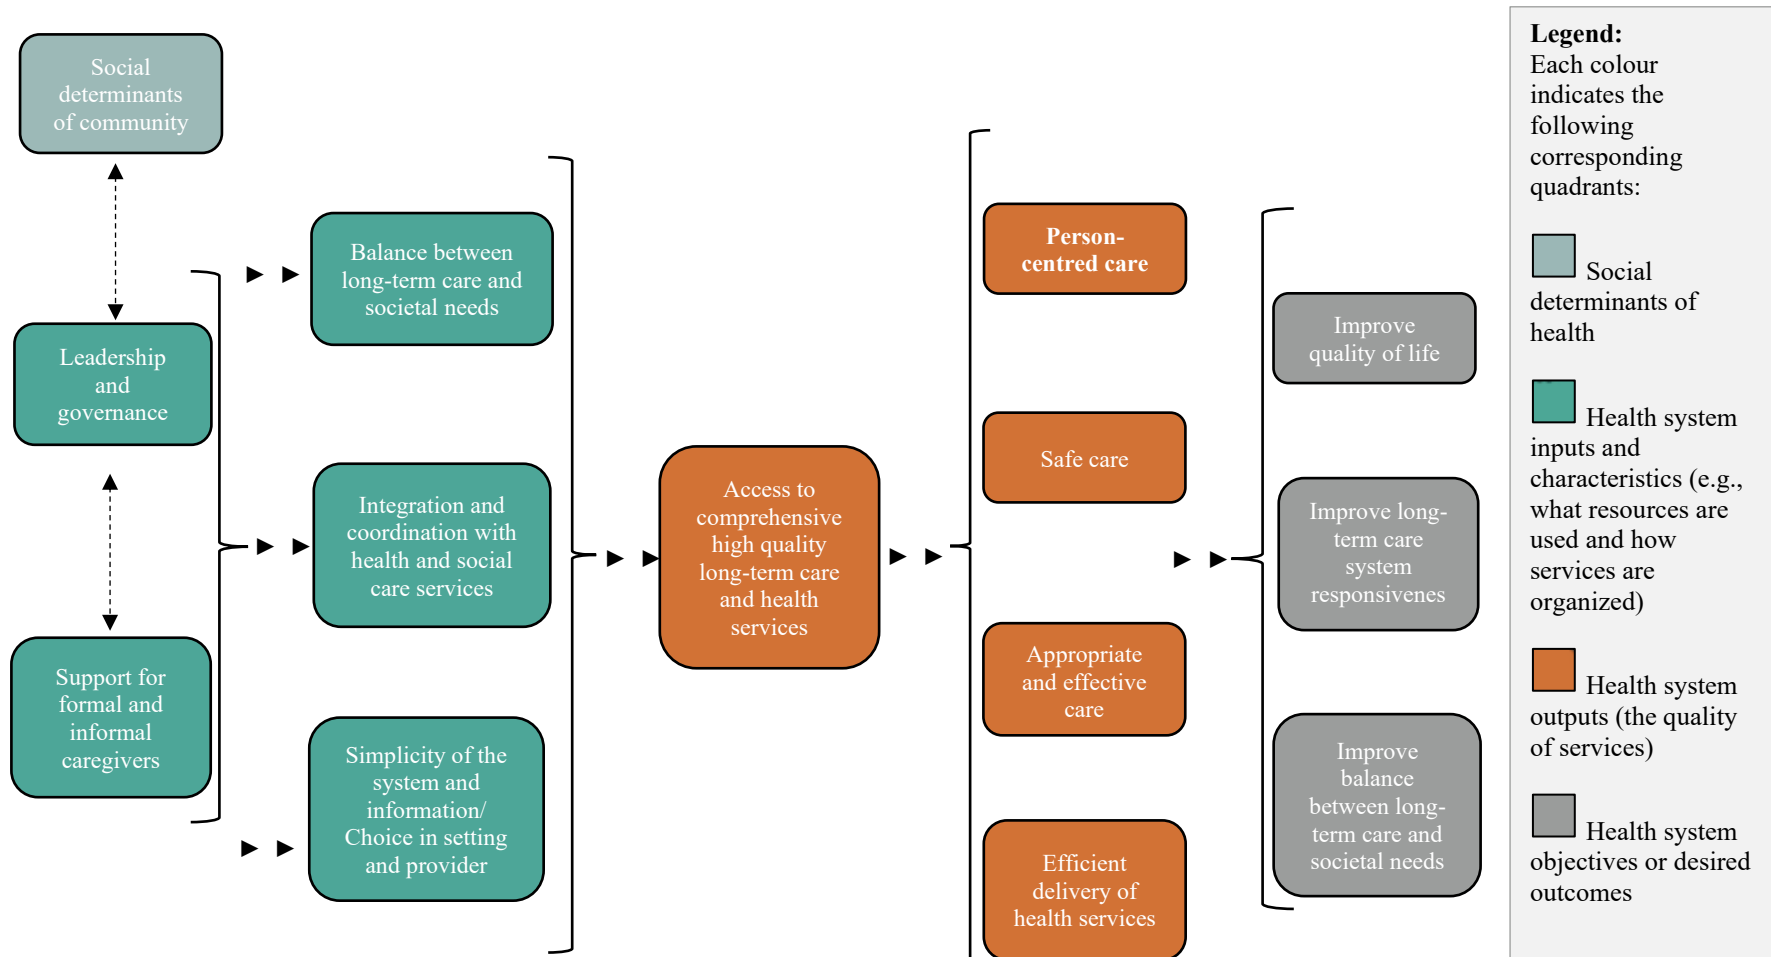 Social
determinants
of community
Leadership
and
governance
Support for
formal and
informal
caregivers
Balance between
long-term care and
societal needs
Integration and
coordination with
health and social
care services
Simplicity of the
system and
information/
Choice in setting
and provider
Access to
comprehensive
high quality
long-term care
and health
services
Person-
centred care
Safe care
Appropriate
and effective
care
Efficient
delivery of
health services
Improve
quality of life
Improve long-
term care
system
responsivenes
Improve
balance
between long-
term care and
societal needs
Legend:
Each colour
indicates the
following
corresponding
quadrants:
Social
determinants of
health
Health system
inputs and
characteristics (e.g.,
what resources are
used and how
services are
organized)
Health system
outputs (the quality
of services)
Health system
objectives or desired
outcomes